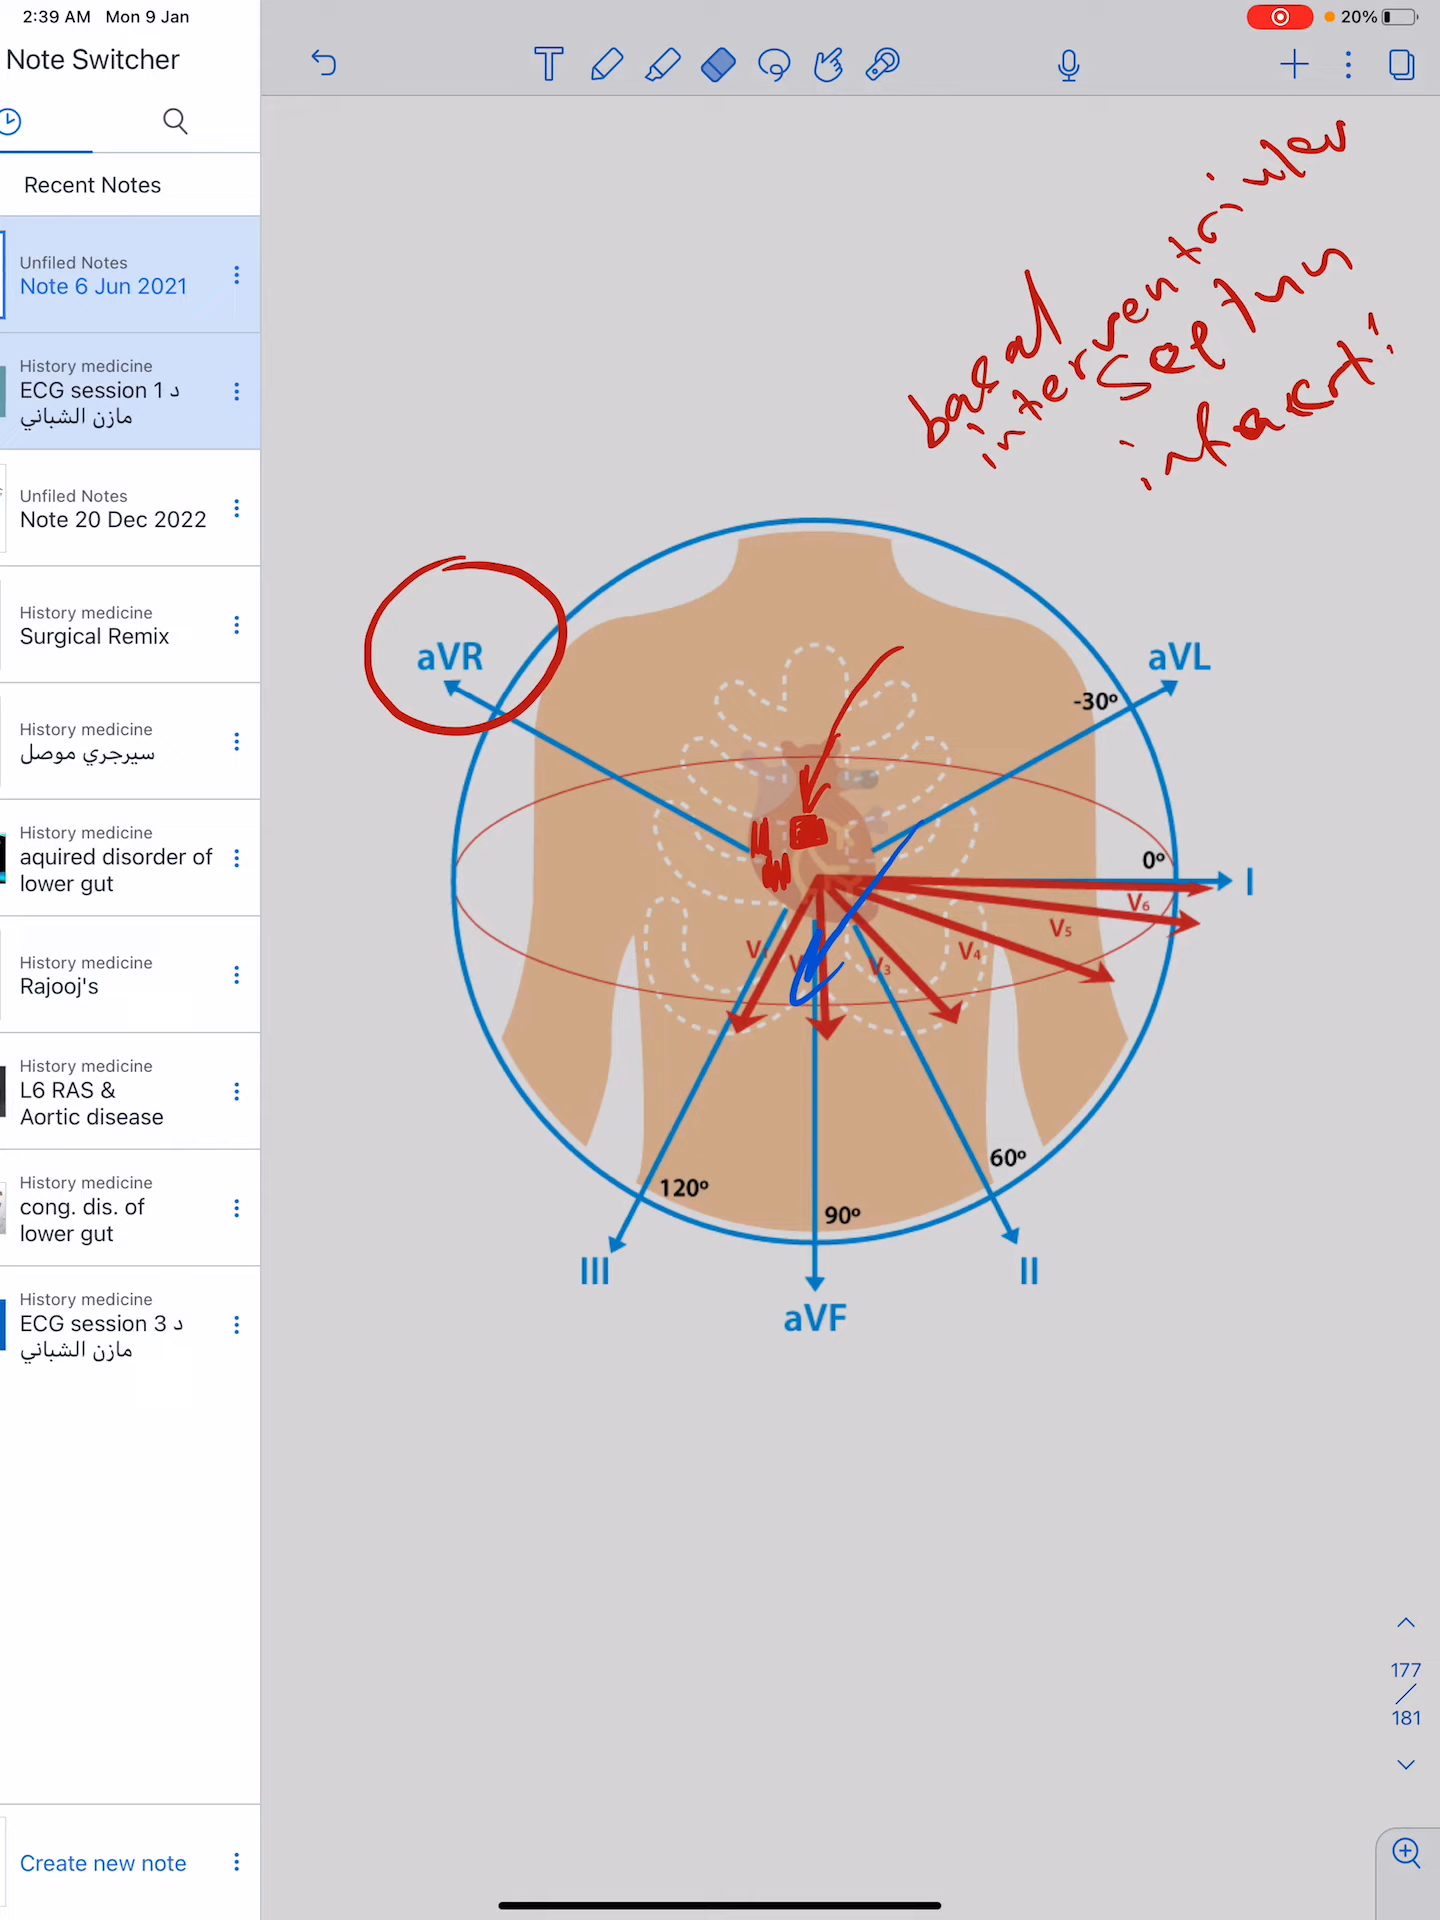 2:39 AM Mon 9 Jan
20%
Note Switcher
Recent Notes
Unfiled Notes
Note 6 Jun 2021
History medicine
ECG session 1 د
مازن الشباني
Unfiled Notes
Note 20 Dec 2022
History medicine
Surgical Remix
History medicine
سيرجري موصل
History medicine
aquired disorder of
lower gut
History medicine
Rajooj's
History medicine
L6 RAS &
Aortic disease
History medicine
cong. dis. of
lower gut
History medicine
ECG session 3 د
مازن الشباني
Create new note
basal
septum
infarct!
aVR
aVL
-30°
0°
I
V6
V5
V4
V3
V
V1
60°
120°
90°
III
II
aVF
177
/
181